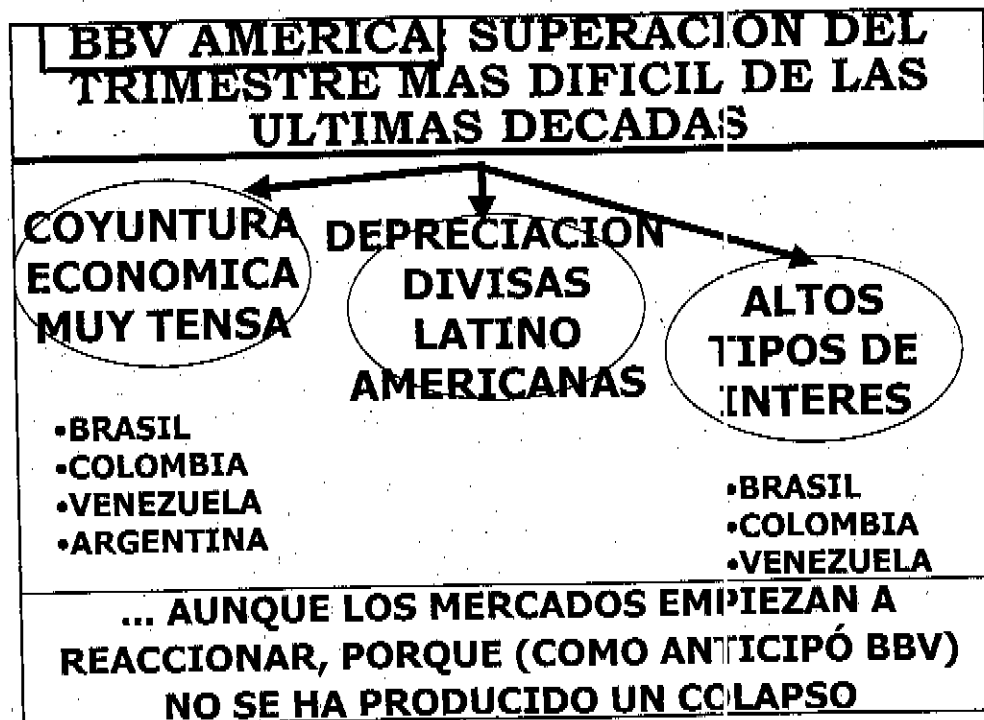 BBV AMERICA: SUPERACION DEL
TRIMESTRE MAS DIFICIL DE LAS
ULTIMAS DECADAS
COYUNTURA
ECONOMICA
MUY TENSA
•BRASIL
•COLOMBIA
•VENEZUELA
•ARGENTINA
DEPRECIACION
DIVISAS
LATINO
AMERICANAS
ALTOS
TIPOS DE
INTERES
•BRASIL
•COLOMBIA
•VENEZUELA
... AUNQUE LOS MERCADOS EMPIEZAN A
REACCIONAR, PORQUE (COMO ANTICIPÓ BBV)
NO SE HA PRODUCIDO UN COLAPSO